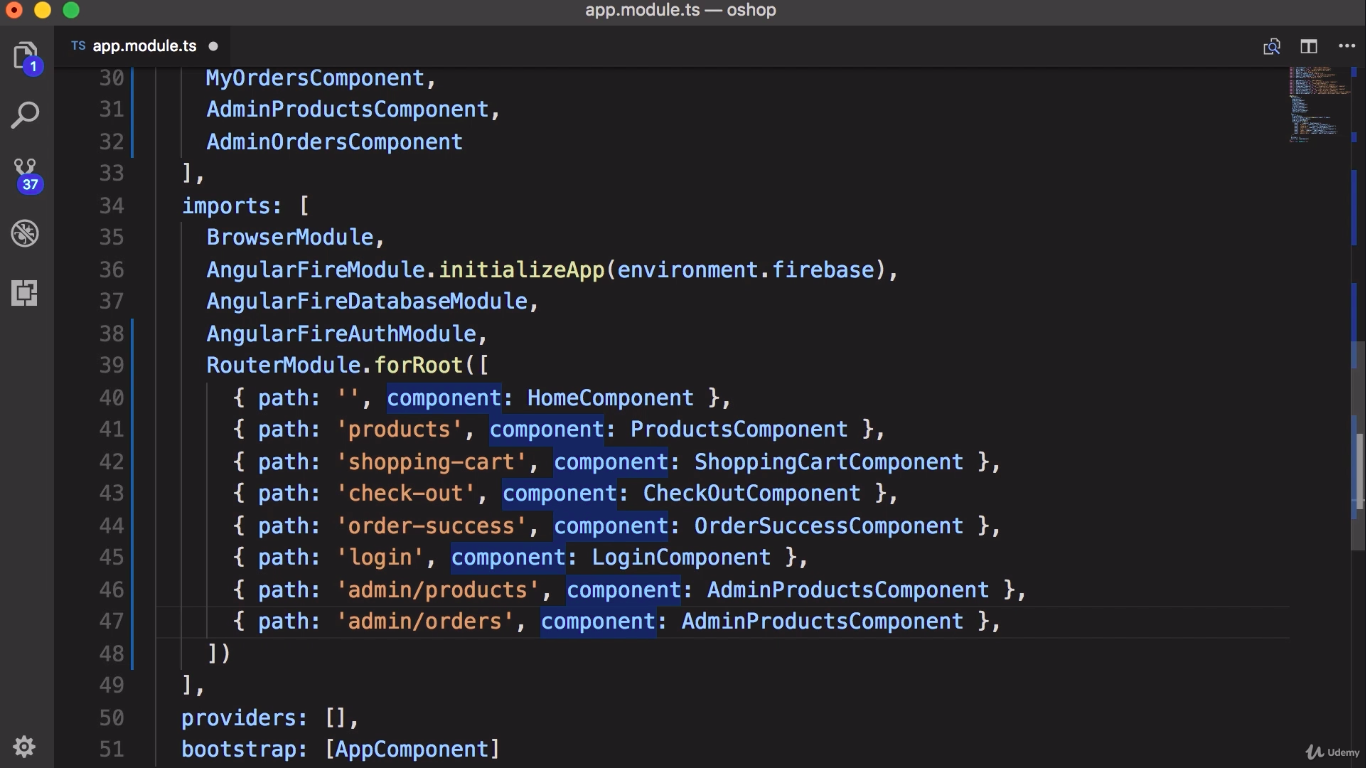 app.module.ts — oshop
TS app.module.ts
1
37
30 MyOrdersComponent,
31 AdminProductsComponent,
32 AdminOrdersComponent
33 ],
34 imports: [
35 BrowserModule,
36 AngularFireModule.initializeApp(environment.firebase),
37 AngularFireDatabaseModule,
38 AngularFireAuthModule,
39 RouterModule.forRoot([
40 { path: '', component: HomeComponent },
41 { path: 'products', component: ProductsComponent },
42 { path: 'shopping-cart', component: ShoppingCartComponent },
43 { path: 'check-out', component: CheckOutComponent },
44 { path: 'order-success', component: OrderSuccessComponent },
45 { path: 'login', component: LoginComponent },
46 { path: 'admin/products', component: AdminProductsComponent },
47 { path: 'admin/orders', component: AdminProductsComponent },
48 ])
49 ],
50 providers: [],
51 bootstrap: [AppComponent]
Udemy